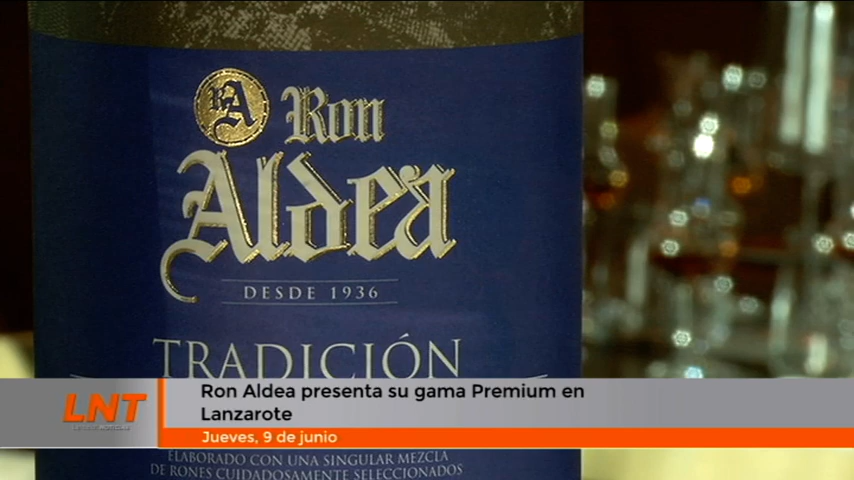 RA
Ron
Aldea
DESDE 1936
TRADICIÓN
LNT
Ron Aldea presenta su gama Premium en
Lanzarote
Jueves, 9 de junio
ELABORADO CON UNA SINGULAR MEZCLA
DE RONES CUIDADOSAMENTE SELECCIONADOS